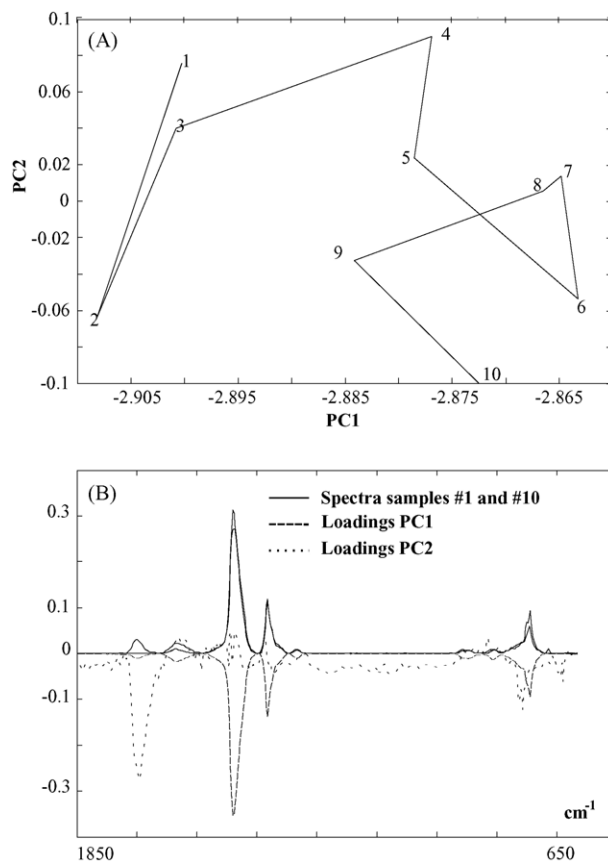 (A)
0.1
0.06
0.02
0
-0.02
-0.06
-0.1
PC2
1
2
3
4
5
6
7
8
9
10
-2.905 -2.895 -2.885 -2.875 -2.865
PC1
(B)
Spectra samples #1 and #10
Loadings PC1
Loadings PC2
0.3
0.1
0
-0.1
-0.3
cm⁻¹
1850 650